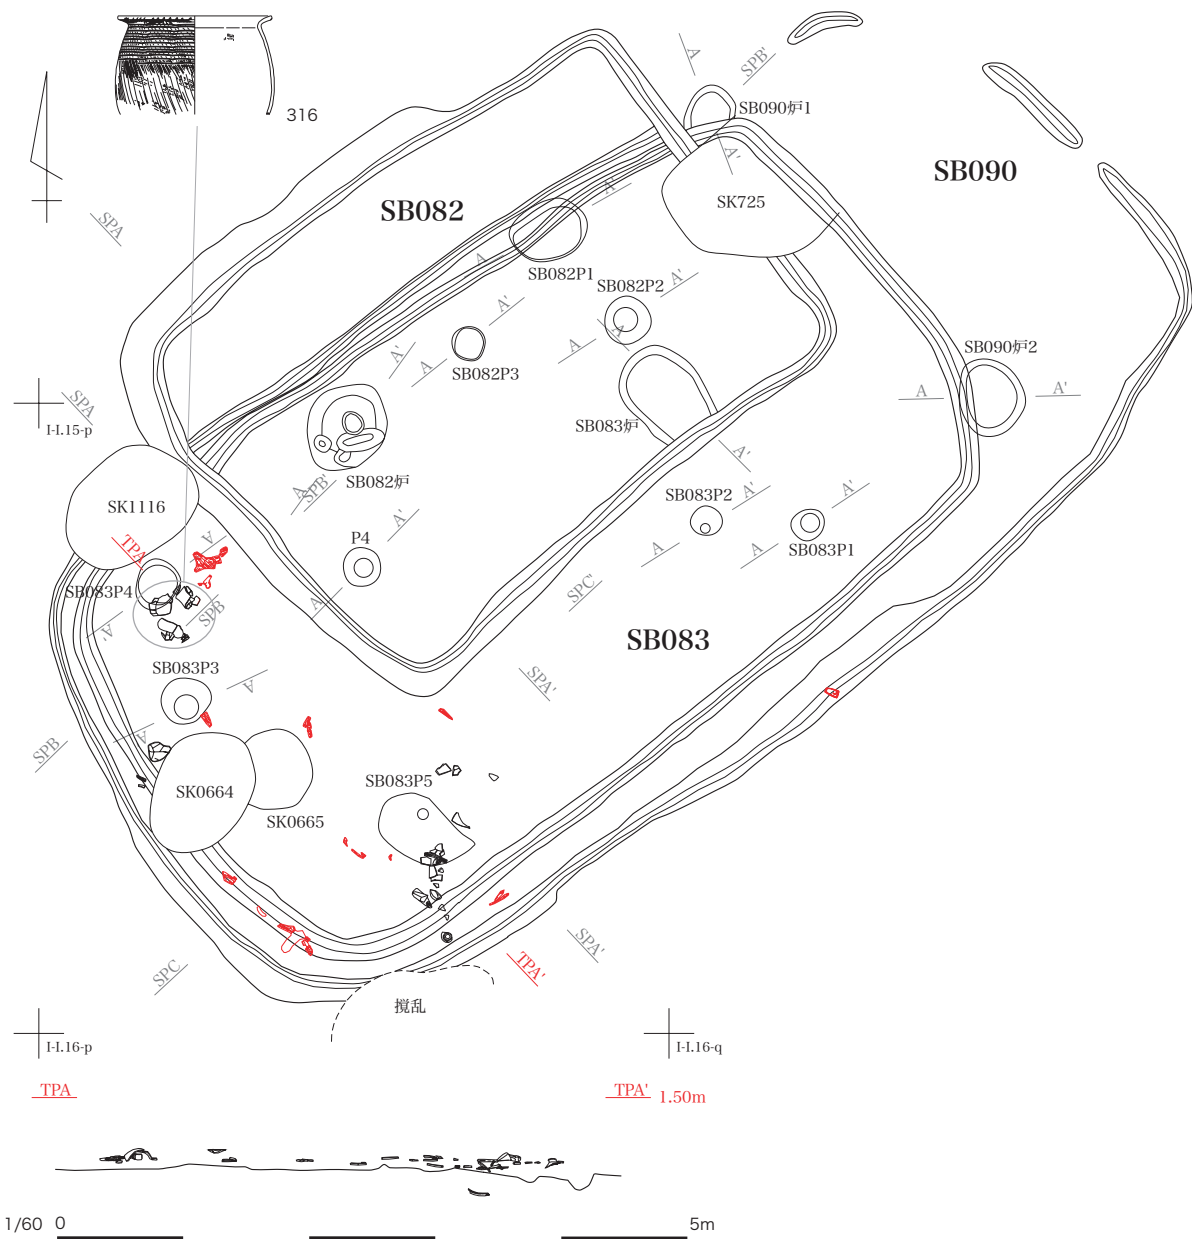 316
SB090炉1
SPB'
A
A'
SPA
SB082
SB090
SK725
A'
A
SB082P1
SB082P2
A'
A'
A
A
SB082P3
A'
A
SB090炉2
A
A'
SPA
I-I.15-p
SB083炉
A'
SB082炉
A
SPB'
SK1116
SB083P2
A'
A'
SB083P1
A
A
TPA
A
P4
A'
A
SB083P4
SPB
A'
SPC'
SB083
SPA'
SB083P3
A
A'
SPB
SK0664
SK0665
SB083P5
SPC
SPA'
TPA'
撹乱
I-I.16-p
I-I.16-q
TPA
TPA' 1.50m
1/60 0 5m